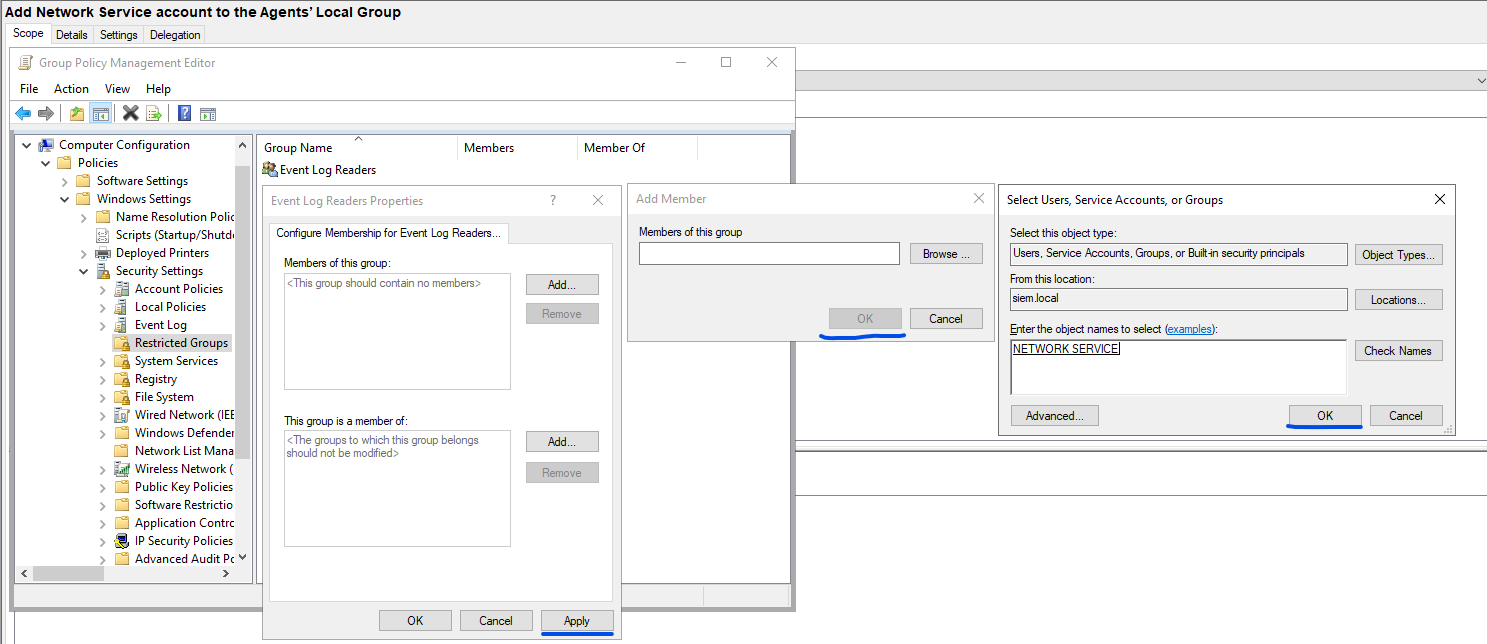 Add Network Service account to the Agents’ Local Group
Scope
Details
Settings
Delegation
Group Policy Management Editor
File
Action
View
Help
Computer Configuration
Policies
Software Settings
Windows Settings
Name Resolution Polic
Scripts (Startup/Shutdo
Deployed Printers
Security Settings
Account Policies
Local Policies
Event Log
Restricted Groups
System Services
Registry
File System
Wired Network (IEE
Windows Defender
Network List Mana
Wireless Network (
Public Key Policies
Software Restrictio
Application Contro
IP Security Policies
Advanced Audit Po
Group Name
Members
Member Of
Event Log Readers
Event Log Readers Properties
?
Configure Membership for Event Log Readers...
Members of this group:
<This group should contain no members>
Add...
Remove
This group is a member of:
<The groups to which this group belongs
should not be modified>
Add...
Remove
OK
Cancel
Apply
Add Member
Members of this group
Browse ...
OK
Cancel
Select Users, Service Accounts, or Groups
Select this object type:
Users, Service Accounts, Groups, or Built-in security principals
Object Types...
From this location:
siem.local
Locations...
Enter the object names to select (examples):
NETWORK SERVICE
Check Names
Advanced...
OK
Cancel